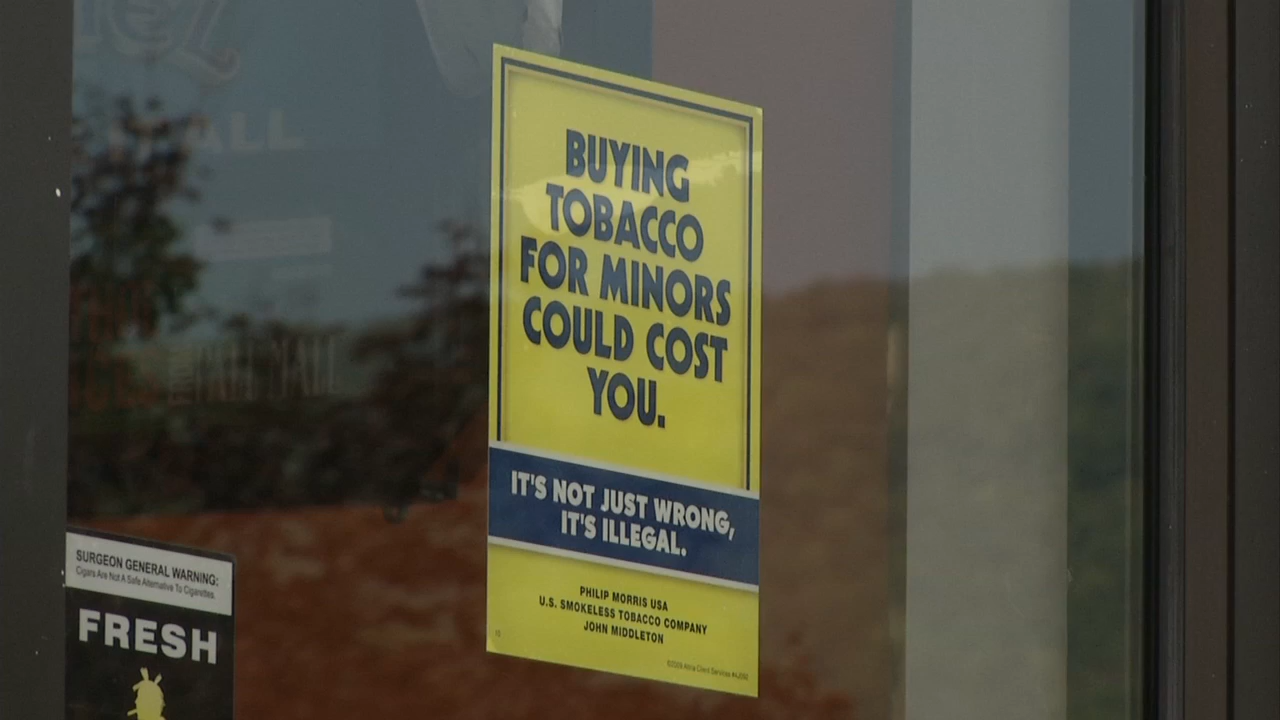 BUYING
TOBACCO
FOR MINORS
COULD COST
YOU.
IT'S NOT JUST WRONG,
IT'S ILLEGAL.
PHILIP MORRIS USA
U.S. SMOKELESS TOBACCO COMPANY
JOHN MIDDLETON
SURGEON GENERAL WARNING:
Cigars Are Not A Safe Alternative To Cigarettes.
FRESH